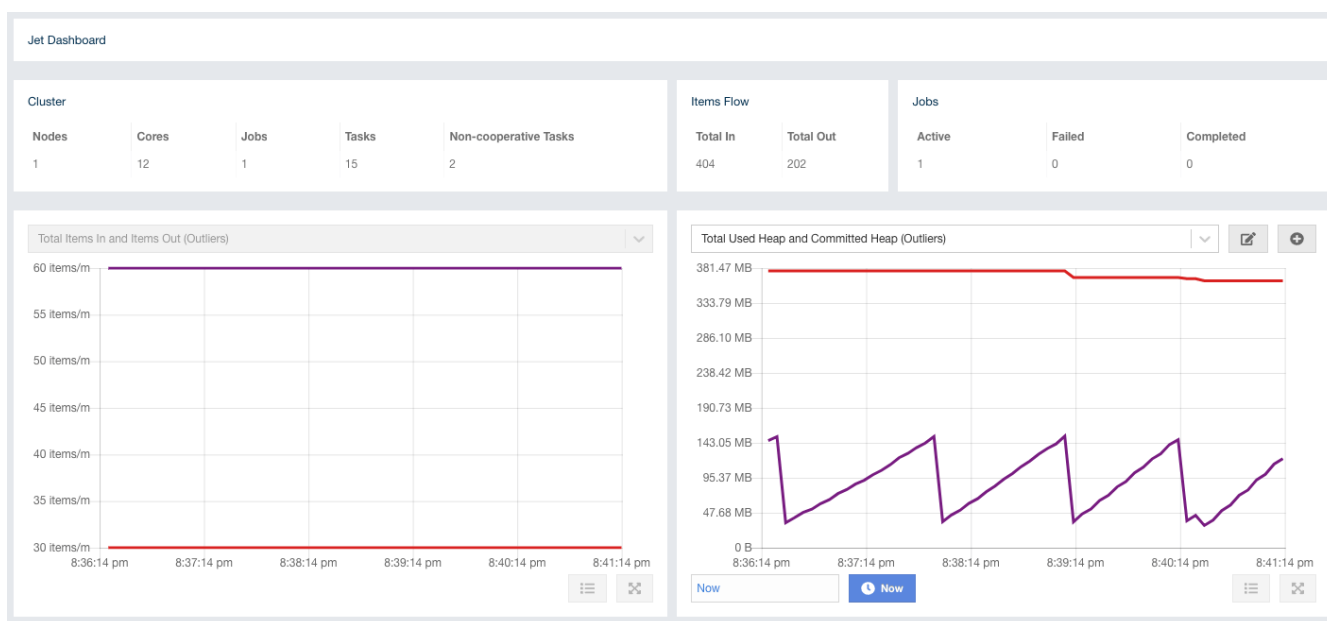 Jet Dashboard
Cluster
Nodes Cores Jobs Tasks Non-cooperative Tasks
1 12 1 15 2
Items Flow
Total In Total Out
404 202
Jobs
Active Failed Completed
1 0 0
Total Items In and Items Out (Outliers)
60 items/m
55 items/m
50 items/m
45 items/m
40 items/m
35 items/m
30 items/m
8:36:14 pm 8:37:14 pm 8:38:14 pm 8:39:14 pm 8:40:14 pm 8:41:14 pm
Total Used Heap and Committed Heap (Outliers)
381.47 MB
333.79 MB
286.10 MB
238.42 MB
190.73 MB
143.05 MB
95.37 MB
47.68 MB
0 B
8:36:14 pm 8:37:14 pm 8:38:14 pm 8:39:14 pm 8:40:14 pm 8:41:14 pm
Now Now